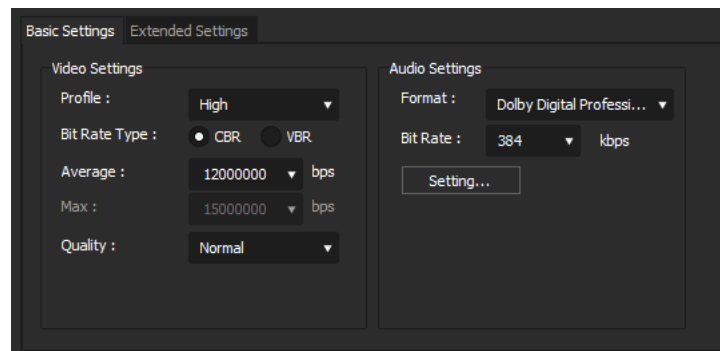 Basic Settings Extended Settings
Video Settings
Profile : High
Bit Rate Type : CBR VBR
Average : 12000000 bps
Max : 15000000 bps
Quality : Normal
Audio Settings
Format : Dolby Digital Professi...
Bit Rate : 384 kbps
Setting...